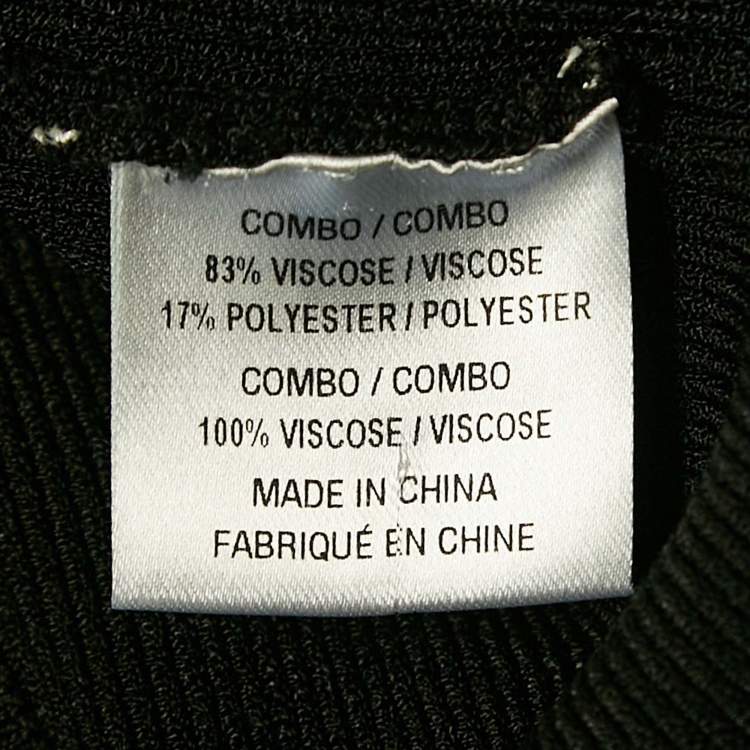 COMBO / COMBO
83% VISCOSE / VISCOSE
17% POLYESTER / POLYESTER
COMBO / COMBO
100% VISCOSE / VISCOSE
MADE IN CHINA
FABRIQUÉ EN CHINE